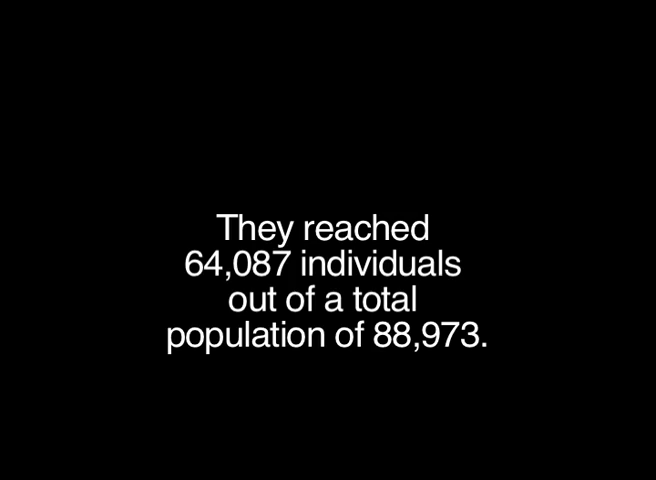 They reached
64,087 individuals
out of a total
population of 88,973.